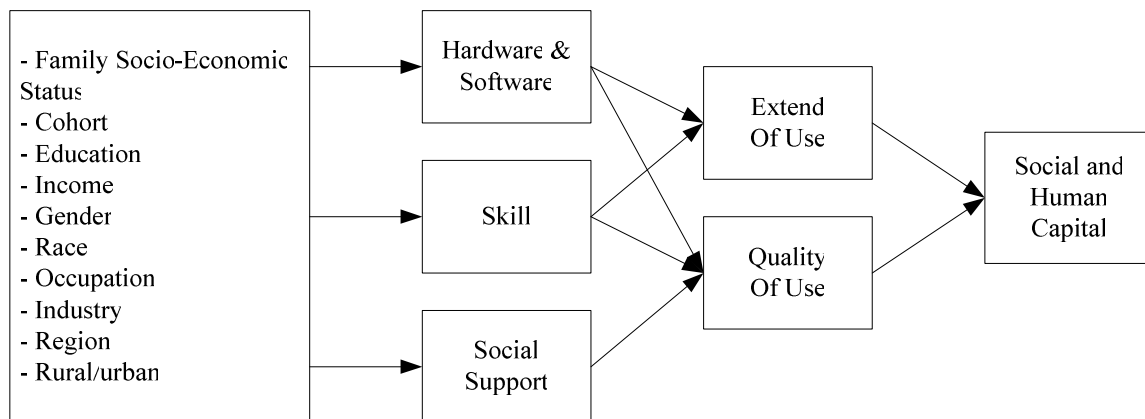 - Family Socio-Economic
Status
- Cohort
- Education
- Income
- Gender
- Race
- Occupation
- Industry
- Region
- Rural/urban
Hardware &
Software
Skill
Social
Support
Extend
Of Use
Quality
Of Use
Social and
Human
Capital